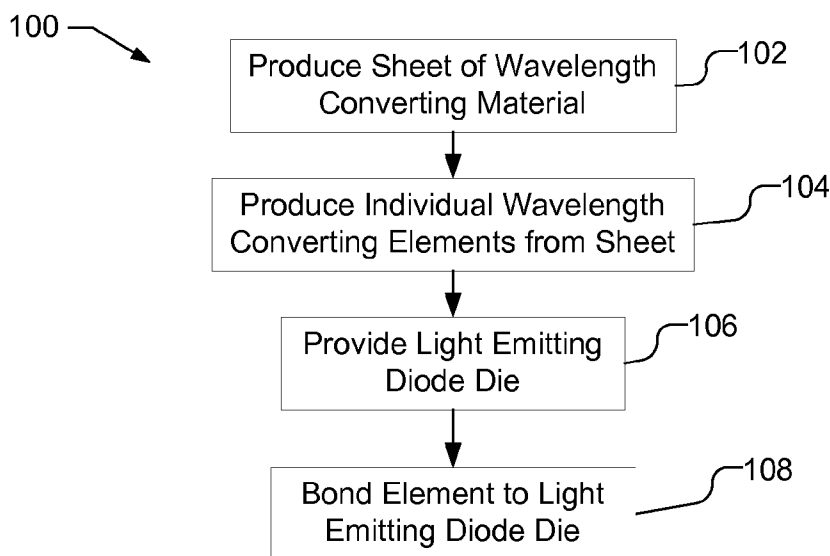 100
Produce Sheet of Wavelength
Converting Material
102
Produce Individual Wavelength
Converting Elements from Sheet
104
Provide Light Emitting
Diode Die
106
Bond Element to Light
Emitting Diode Die
108